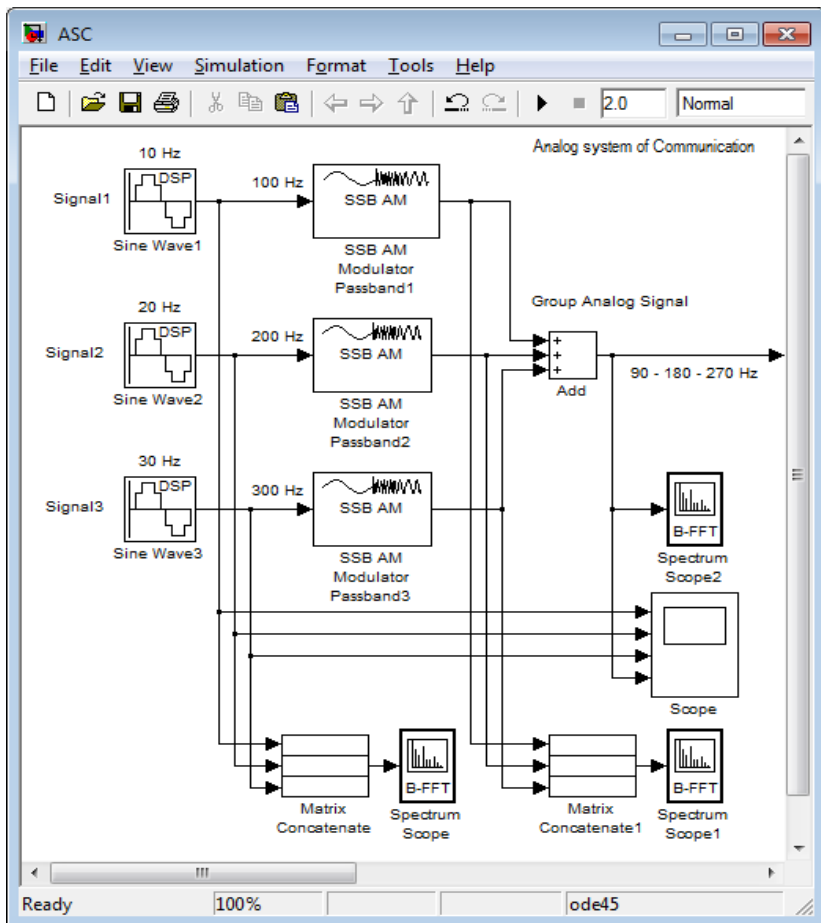 ASC
File Edit View Simulation Format Tools Help
2.0 Normal
Analog system of Communication
10 Hz
Signal1
DSP
Sine Wave1
100 Hz
SSB AM
SSB AM
Modulator
Passband1
20 Hz
Signal2
DSP
Sine Wave2
200 Hz
SSB AM
SSB AM
Modulator
Passband2
Group Analog Signal
+
+
+
Add
90 - 180 - 270 Hz
30 Hz
Signal3
DSP
Sine Wave3
300 Hz
SSB AM
SSB AM
Modulator
Passband3
B-FFT
Spectrum
Scope2
Scope
Matrix
Concatenate
B-FFT
Spectrum
Scope
Matrix
Concatenate1
B-FFT
Spectrum
Scope1
Ready 100% ode45